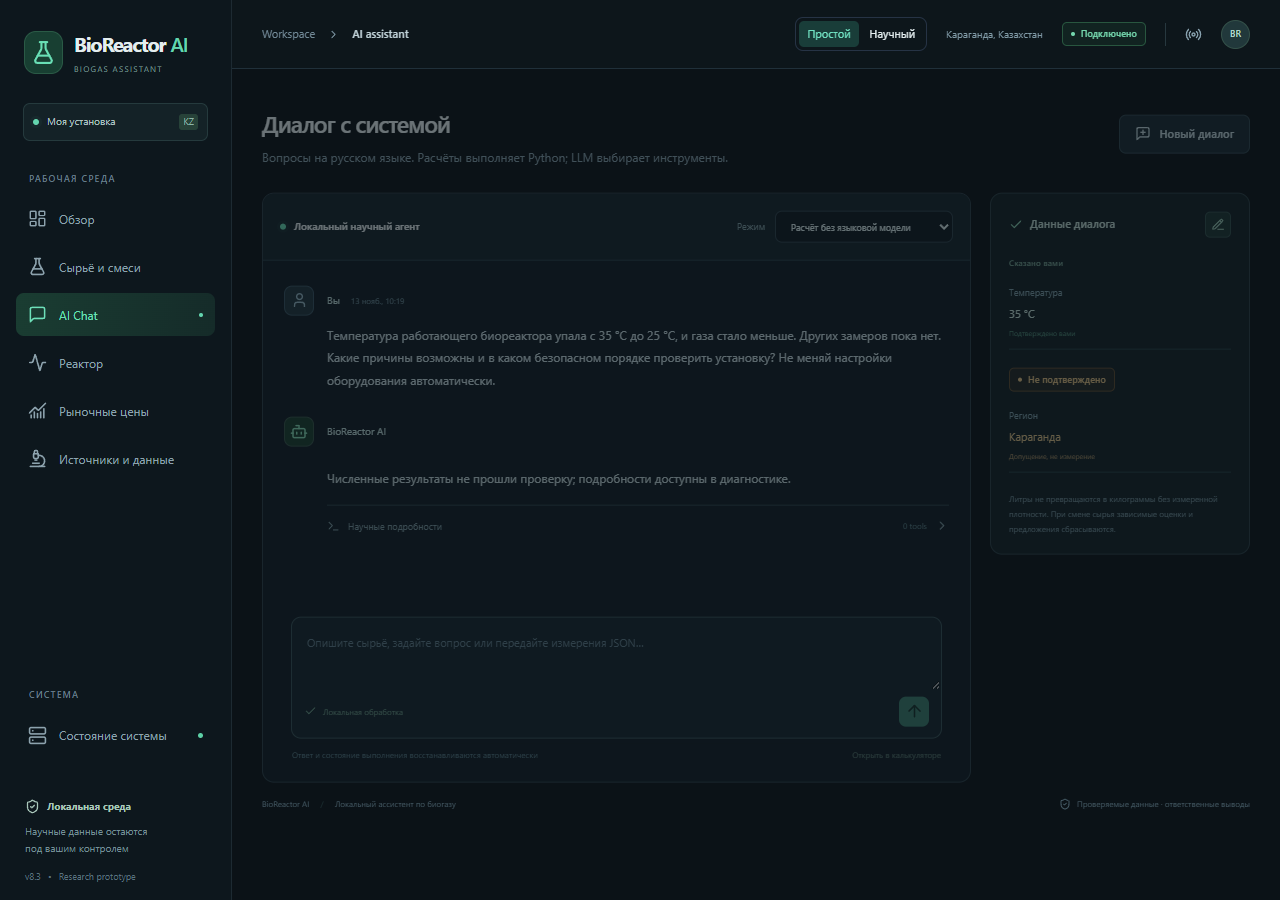 BioReactor AI
BIOGAS ASSISTANT
Моя установка KZ
РАБОЧАЯ СРЕДА
Обзор
Сырьё и смеси
AI Chat
Реактор
Рыночные цены
Источники и данные
СИСТЕМА
Состояние системы
Локальная среда
Научные данные остаются
под вашим контролем
v8.3 • Research prototype
Workspace > AI assistant
Простой Научный
Караганда, Казахстан
Подключено
BR
Диалог с системой
Вопросы на русском языке. Расчёты выполняет Python; LLM выбирает инструменты.
Новый диалог
Локальный научный агент
Режим Расчёт без языковой модели
Вы 13 нояб., 10:19
Температура работающего биореактора упала с 35 °C до 25 °C, и газа стало меньше. Других замеров пока нет.
Какие причины возможны и в каком безопасном порядке проверить установку? Не меняй настройки
оборудования автоматически.
BioReactor AI
Численные результаты не прошли проверку; подробности доступны в диагностике.
Научные подробности 0 tools
Опишите сырьё, задайте вопрос или передайте измерения JSON...
Локальная обработка
Ответ и состояние выполнения восстанавливаются автоматически
Открыть в калькуляторе
Данные диалога
Сказано вами
Температура
35 °C
Подтверждено вами
Не подтверждено
Регион
Караганда
Допущение, не измерение
Литры не превращаются в килограммы без измеренной
плотности. При смене сырья зависимые оценки и
предложения сбрасываются.
BioReactor AI / Локальный ассистент по биогазу
Проверяемые данные · ответственные выводы